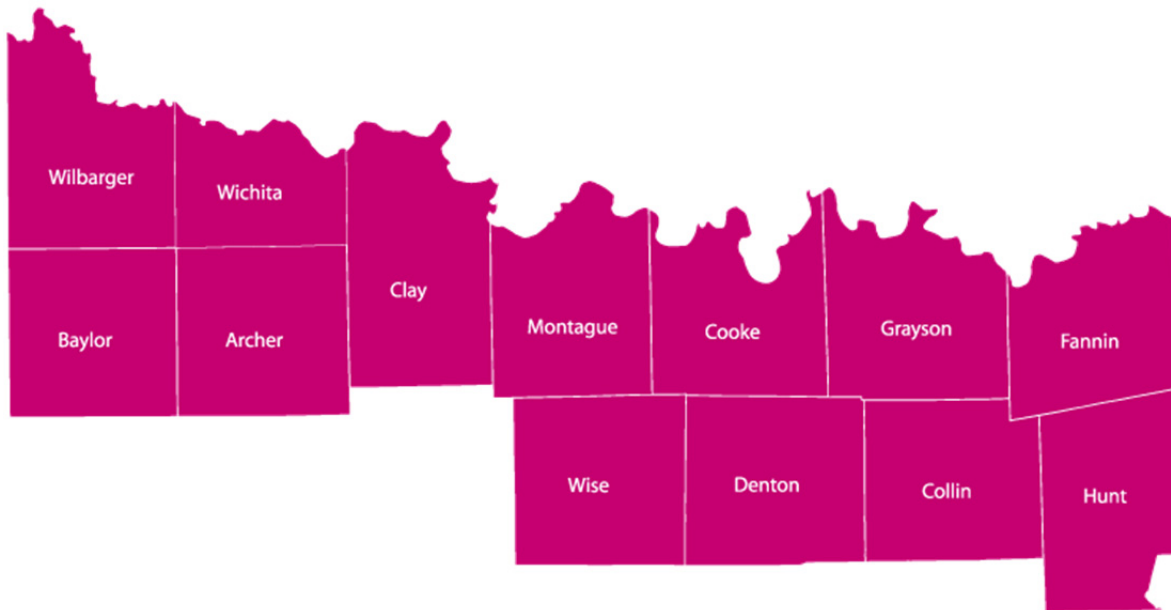 Wilbarger
Wichita
Clay
Montague
Cooke
Grayson
Fannin
Baylor
Archer
Wise
Denton
Collin
Hunt